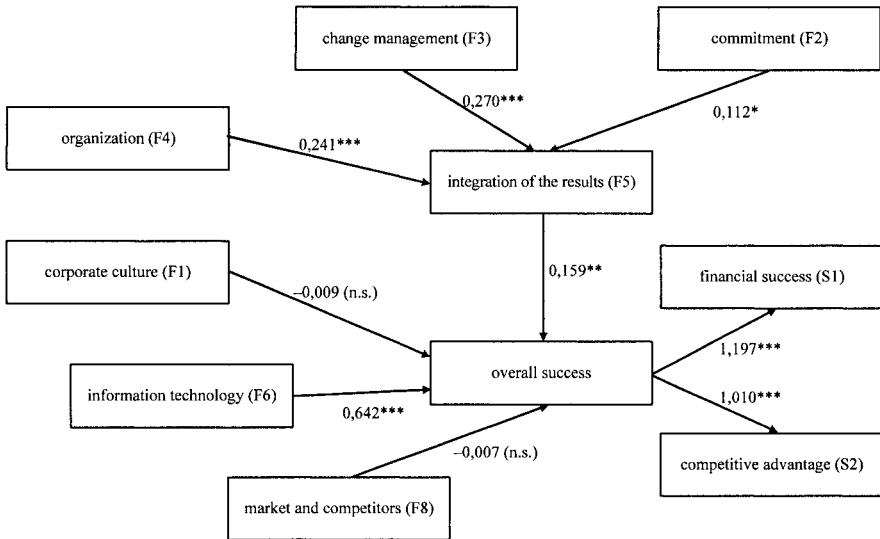 change management (F3)
commitment (F2)
0,270***
0,112*
organization (F4)
0,241***
integration of the results (F5)
0,159**
corporate culture (F1)
–0,009 (n.s.)
financial success (S1)
1,197***
overall success
information technology (F6)
0,642***
1,010***
–0,007 (n.s.)
competitive advantage (S2)
market and competitors (F8)